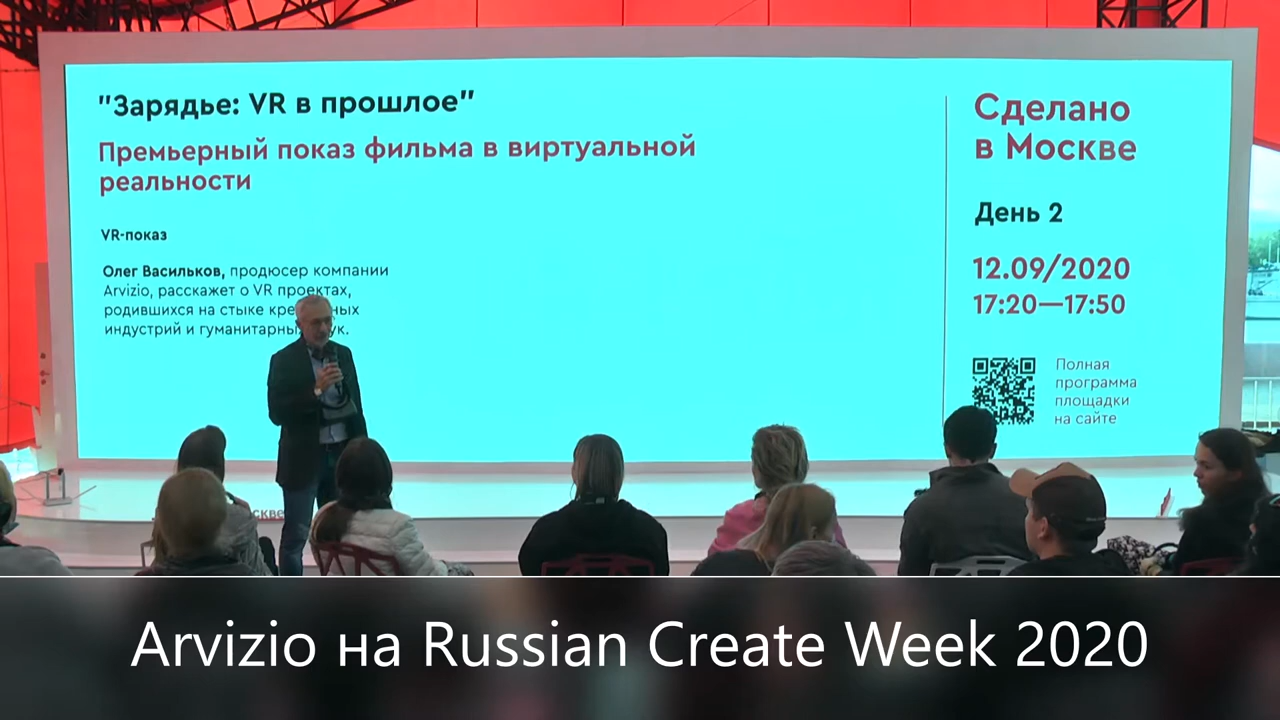 "Зарядье: VR в прошлое"
Премьерный показ фильма в виртуальной
реальности
VR-показ
Олег Васильков, продюсер компании
Arvizio, расскажет о VR проектах,
родившихся на стыке
индустрий и
Сделано
в Москве
День 2
12.09/2020
17:20—17:50
Полная
программа
площадки
на сайте
Arvizio на Russian Create Week 2020